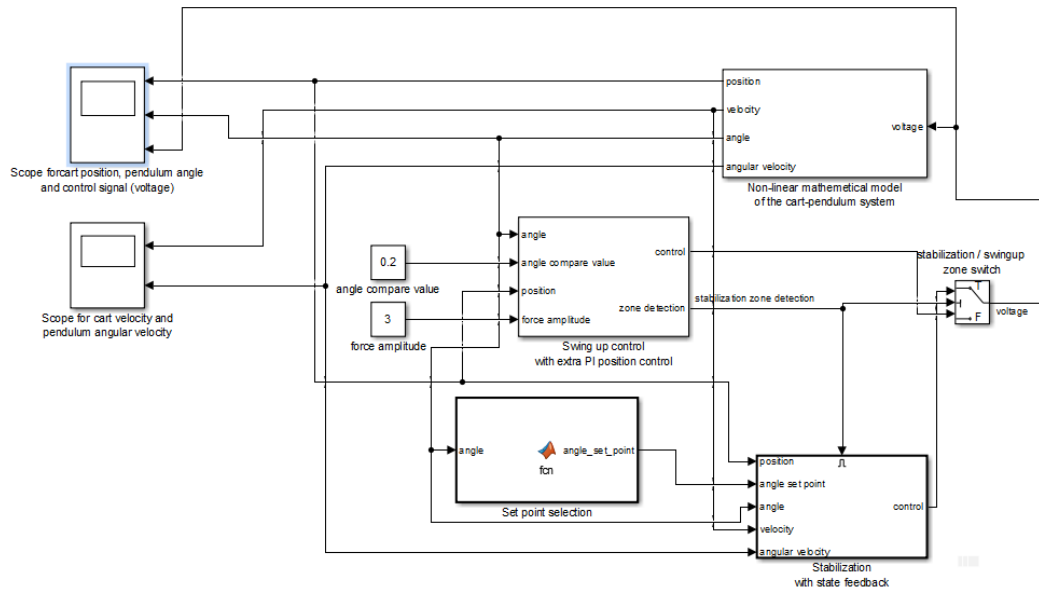 position
velocity
angle
angular velocity
voltage
Non-linear mathemetical model
of the cart-pendulum system
Scope forcart position, pendulum angle
and control signal (voltage)
Scope for cart velocity and
pendulum angular velocity
0.2
angle compare value
3
force amplitude
angle
angle compare value
position
force amplitude
control
zone detection
Swing up control
with extra PI position control
stabilization zone detection
stabilization / swingup
zone switch
T
F
voltage
angle
fcn
angle_set_point
Set point selection
position
angle set point
angle
velocity
angular velocity
control
Stabilization
with state feedback